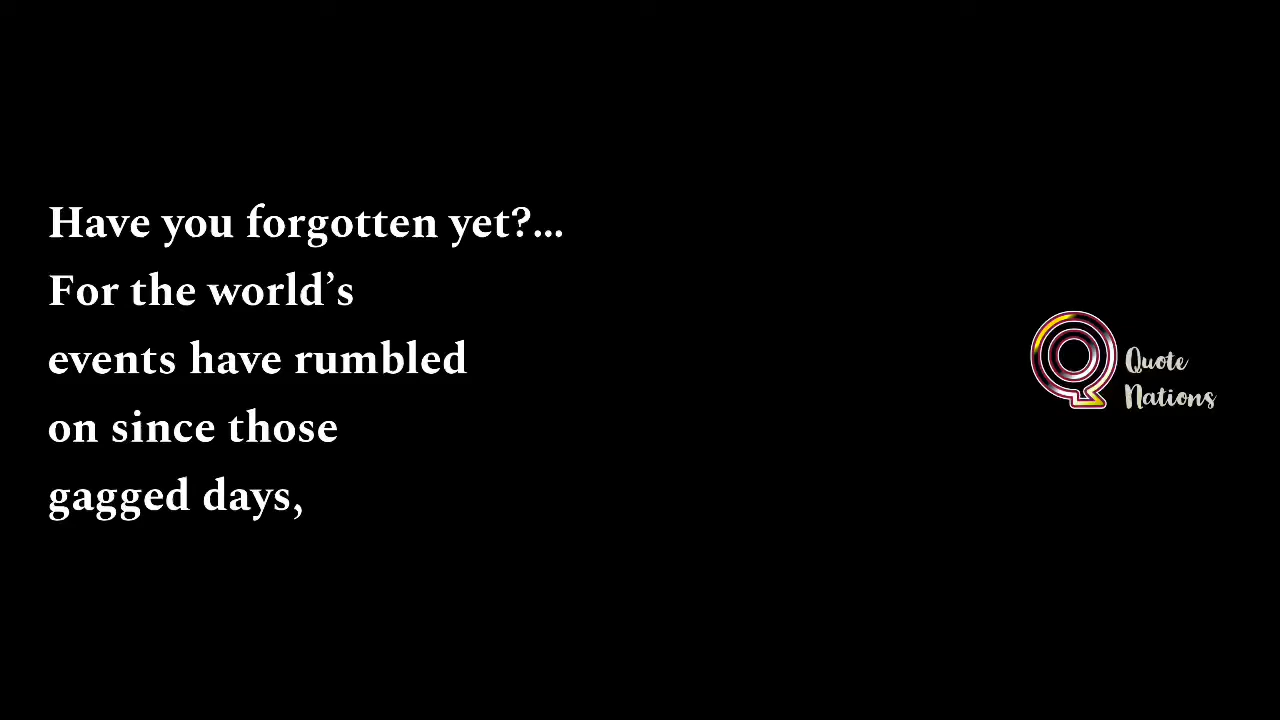 Have you forgotten yet?...
For the world’s
events have rumbled
on since those
gagged days,
Quote
Nations